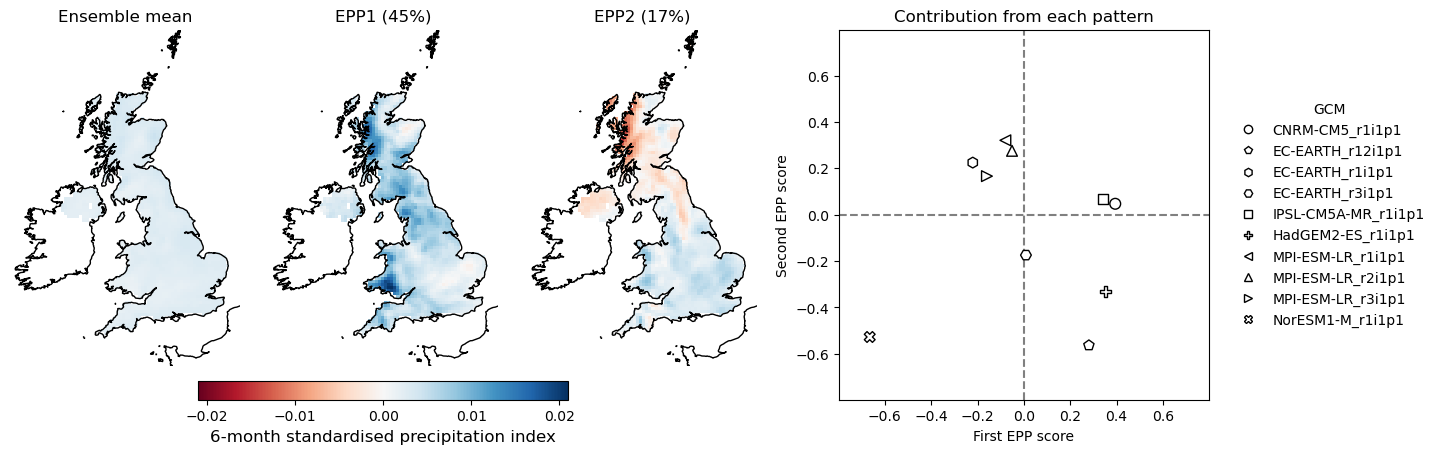 Ensemble mean
EPP1 (45%)
EPP2 (17%)
−0.02 −0.01 0.00 0.01 0.02
6-month standardised precipitation index
Contribution from each pattern
Second EPP score
0.6
0.4
0.2
0.0
−0.2
−0.4
−0.6
−0.6 −0.4 −0.2 0.0 0.2 0.4 0.6
First EPP score
GCM
CNRM-CM5_r1i1p1
EC-EARTH_r12i1p1
EC-EARTH_r1i1p1
EC-EARTH_r3i1p1
IPSL-CM5A-MR_r1i1p1
HadGEM2-ES_r1i1p1
MPI-ESM-LR_r1i1p1
MPI-ESM-LR_r2i1p1
MPI-ESM-LR_r3i1p1
NorESM1-M_r1i1p1